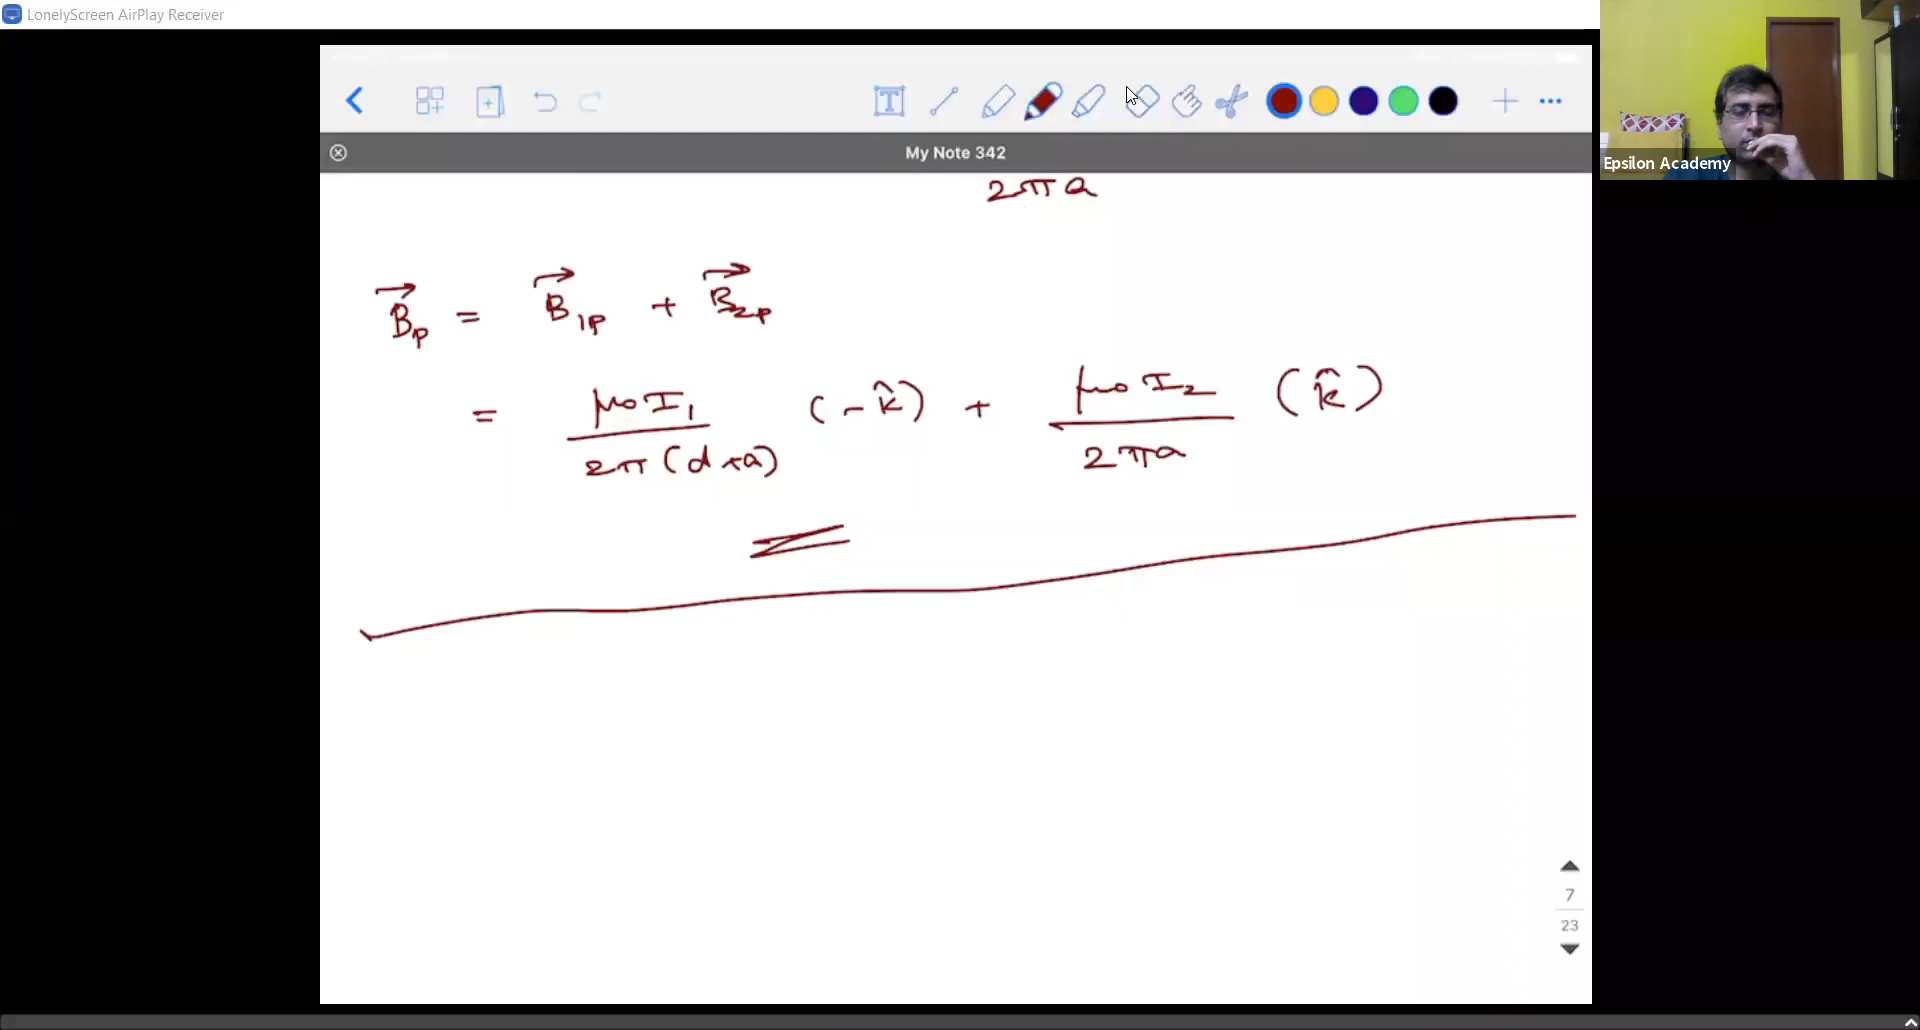 LonelyScreen AirPlay Receiver
T
My Note 342
Epsilon Academy
2πa
B⃗p = B⃗1p + B⃗2p
= μ0I1/2π(d+a) (-k̂) + μ0I2/2πa (k̂)
7
23